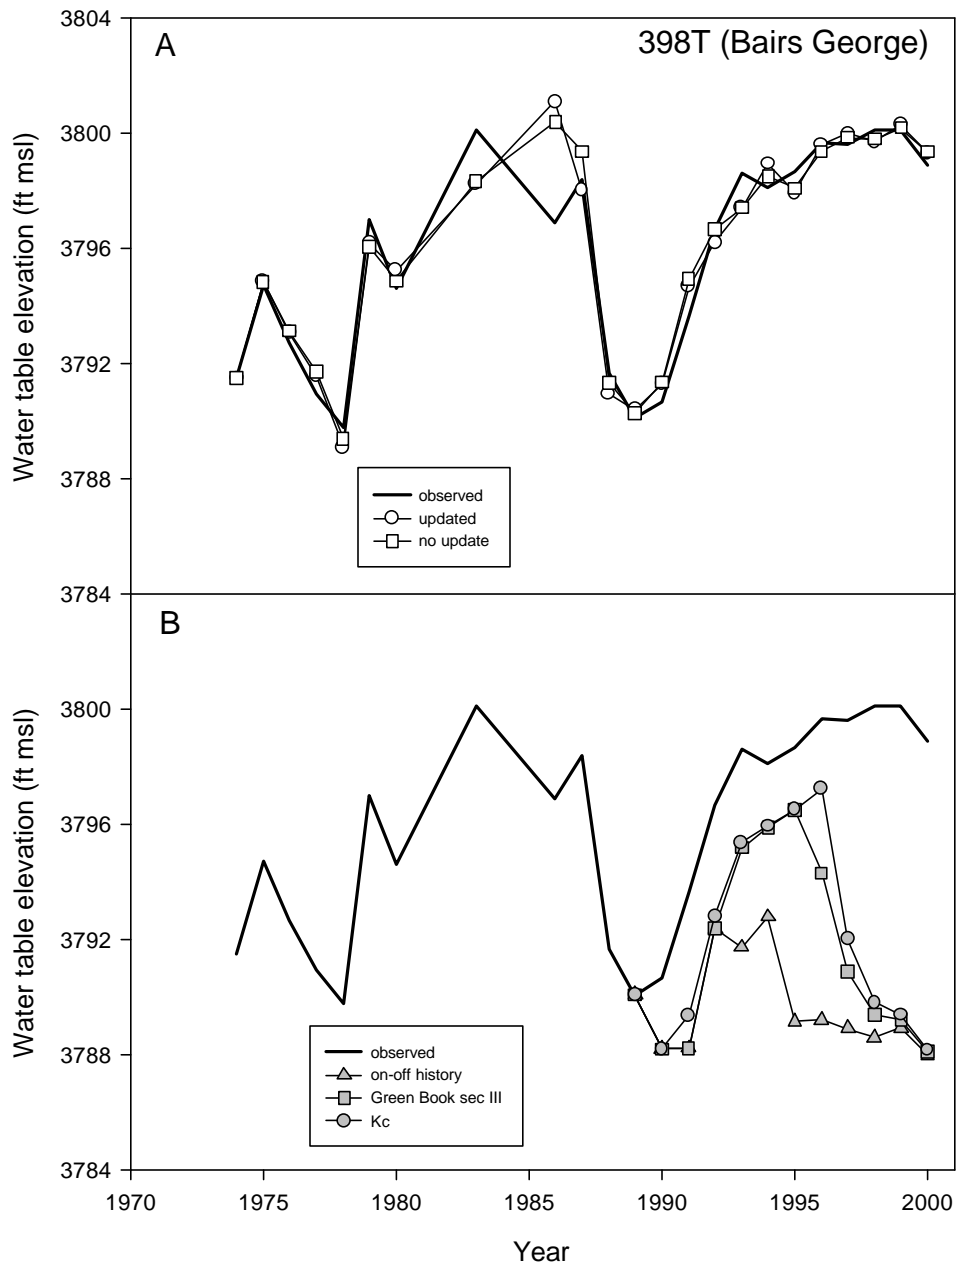 3804
A
398T (Bairs George)
3800
3796
3792
3788
3784
Water table elevation (ft msl)
observed
updated
no update
B
3800
3796
3792
3788
3784
Water table elevation (ft msl)
observed
on-off history
Green Book sec III
Kc
1970 1975 1980 1985 1990 1995 2000
Year